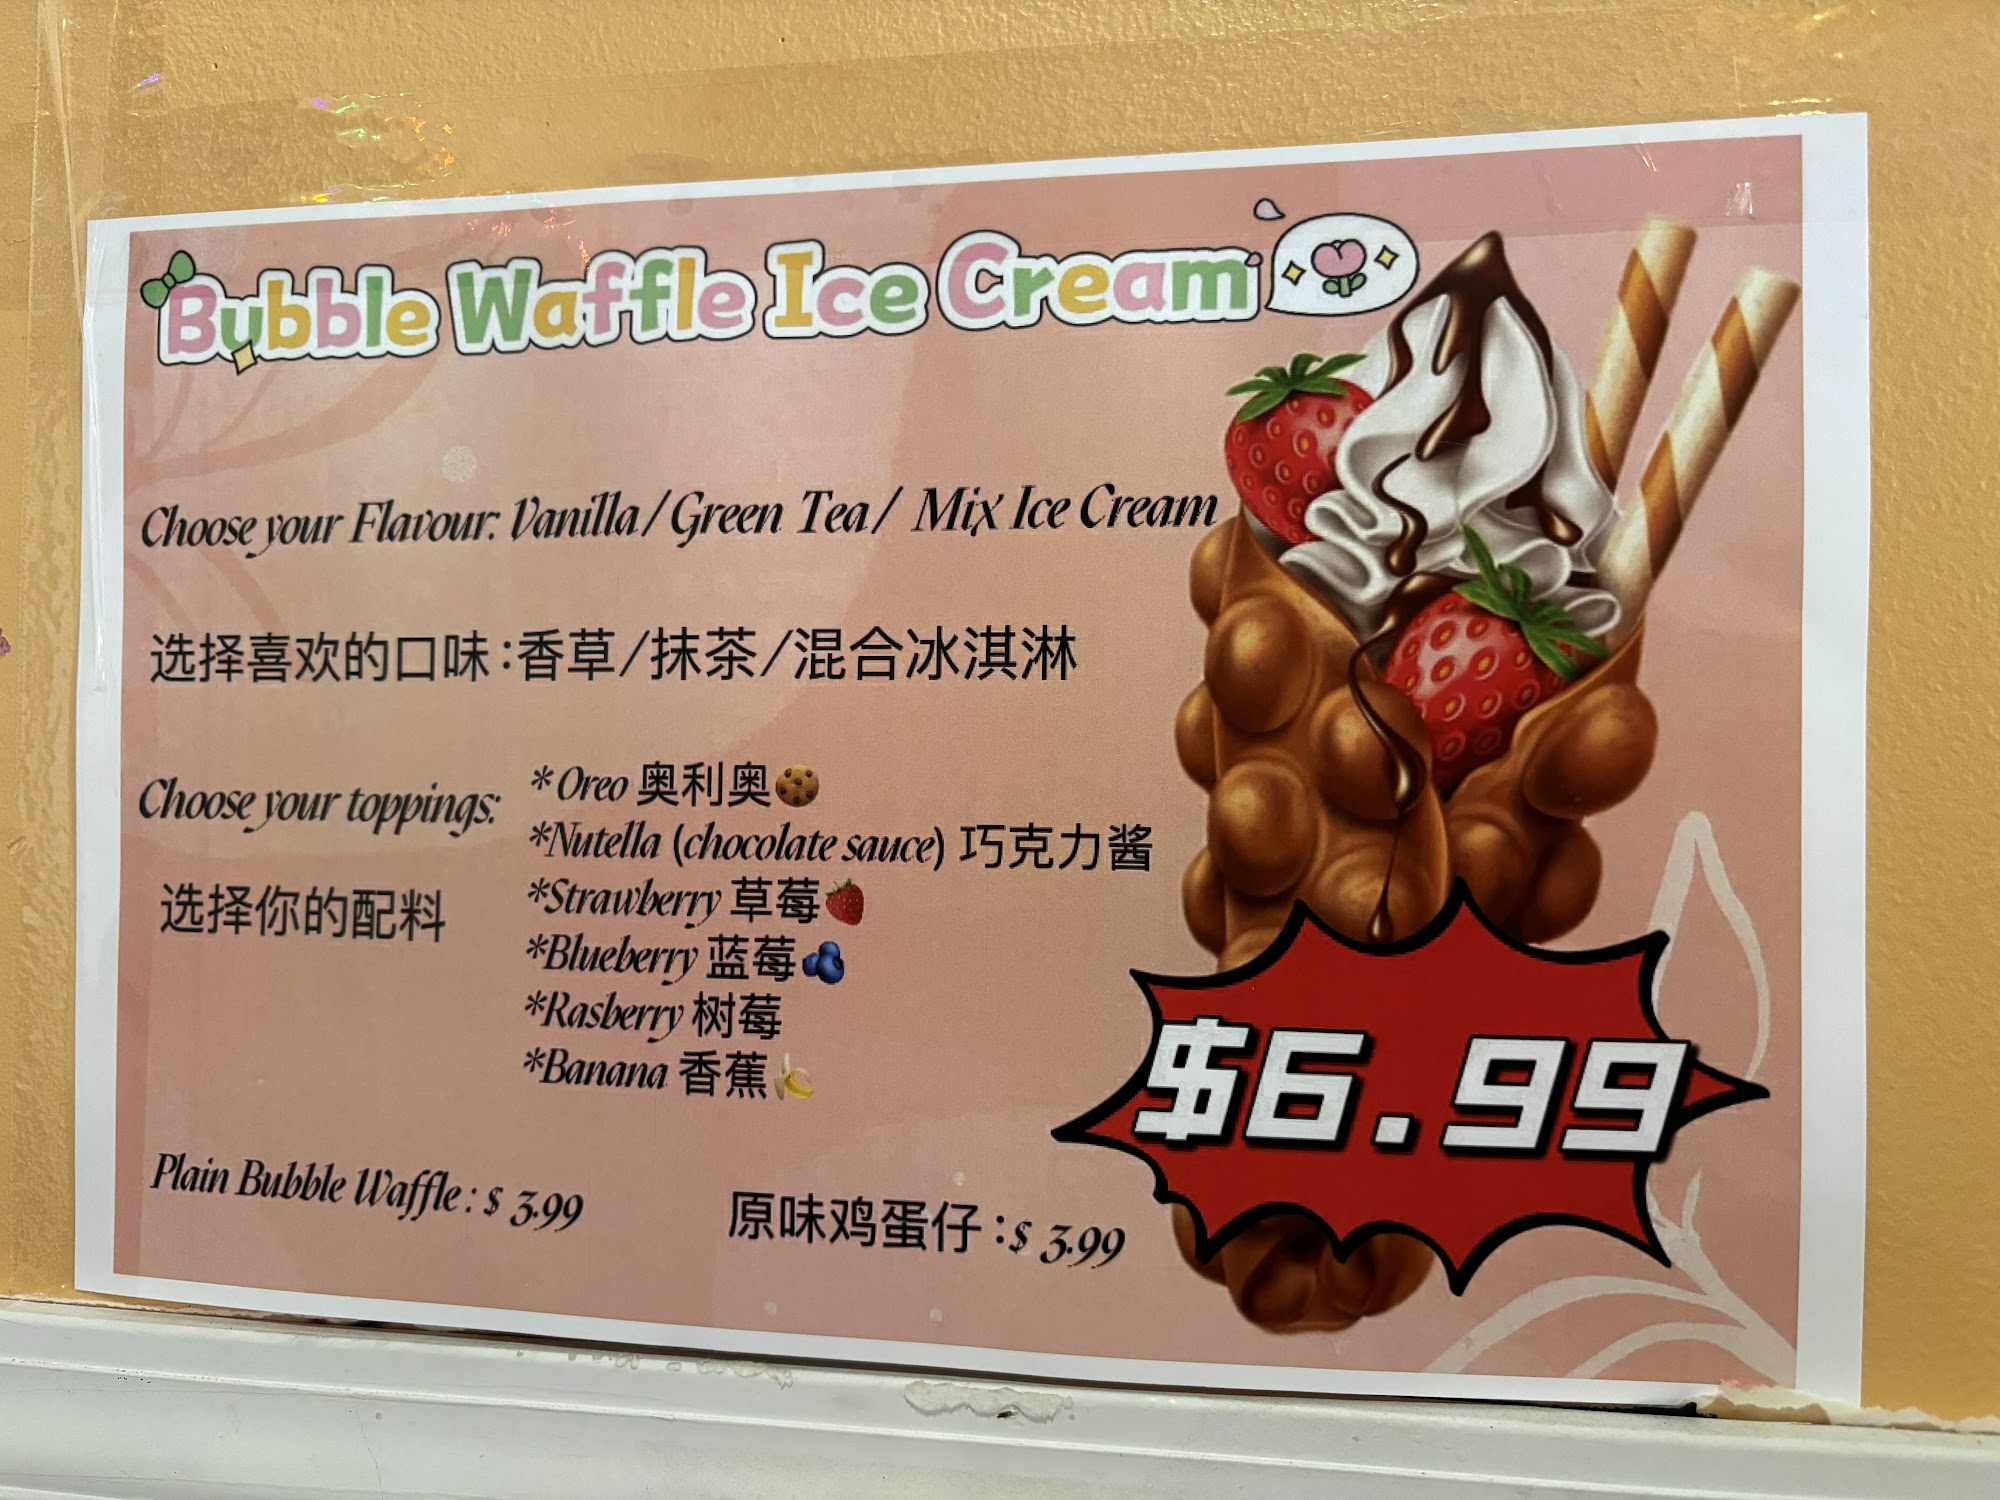 Bubble Waffle Ice Cream
Choose your Flavour: Vanilla/Green Tea/ Mix Ice Cream
选择喜欢的口味:香草/抹茶/混合冰淇淋
Choose your toppings:
选择你的配料
*Oreo 奥利奥🍪
*Nutella (chocolate sauce) 巧克力酱
*Strawberry 草莓🍓
*Blueberry 蓝莓🫐
*Rasberry 树莓
*Banana 香蕉🍌
$6.99
Plain Bubble Waffle : $ 3.99
原味鸡蛋仔 :$ 3.99